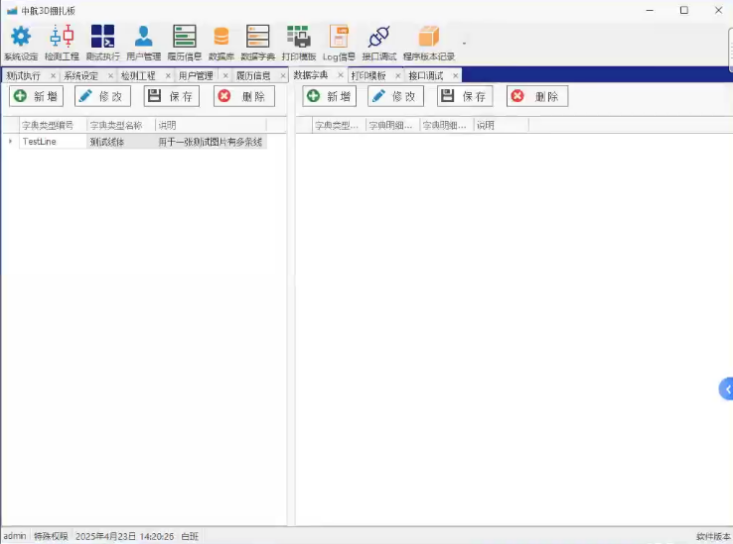 中航3D捆扎板
系统设定 检测工程 测试执行 用户管理 履历信息 数据库 数据字典 打印模板 Log信息 接口调试 程序版本记录
测试执行 × 系统设定 × 检测工程 × 用户管理 × 履历信息 × 数据字典 × 打印模板 × 接口调试 ×
新增 修改 保存 删除 新增 修改 保存 删除
字典类型编号 字典类型名称 说明 字典类型... 字典明细... 字典明细... 说明
TestLine 测试线体 用于一张测试图片有多条线
admin 特殊权限 2025年4月23日 14:20:26 白班 软件版本